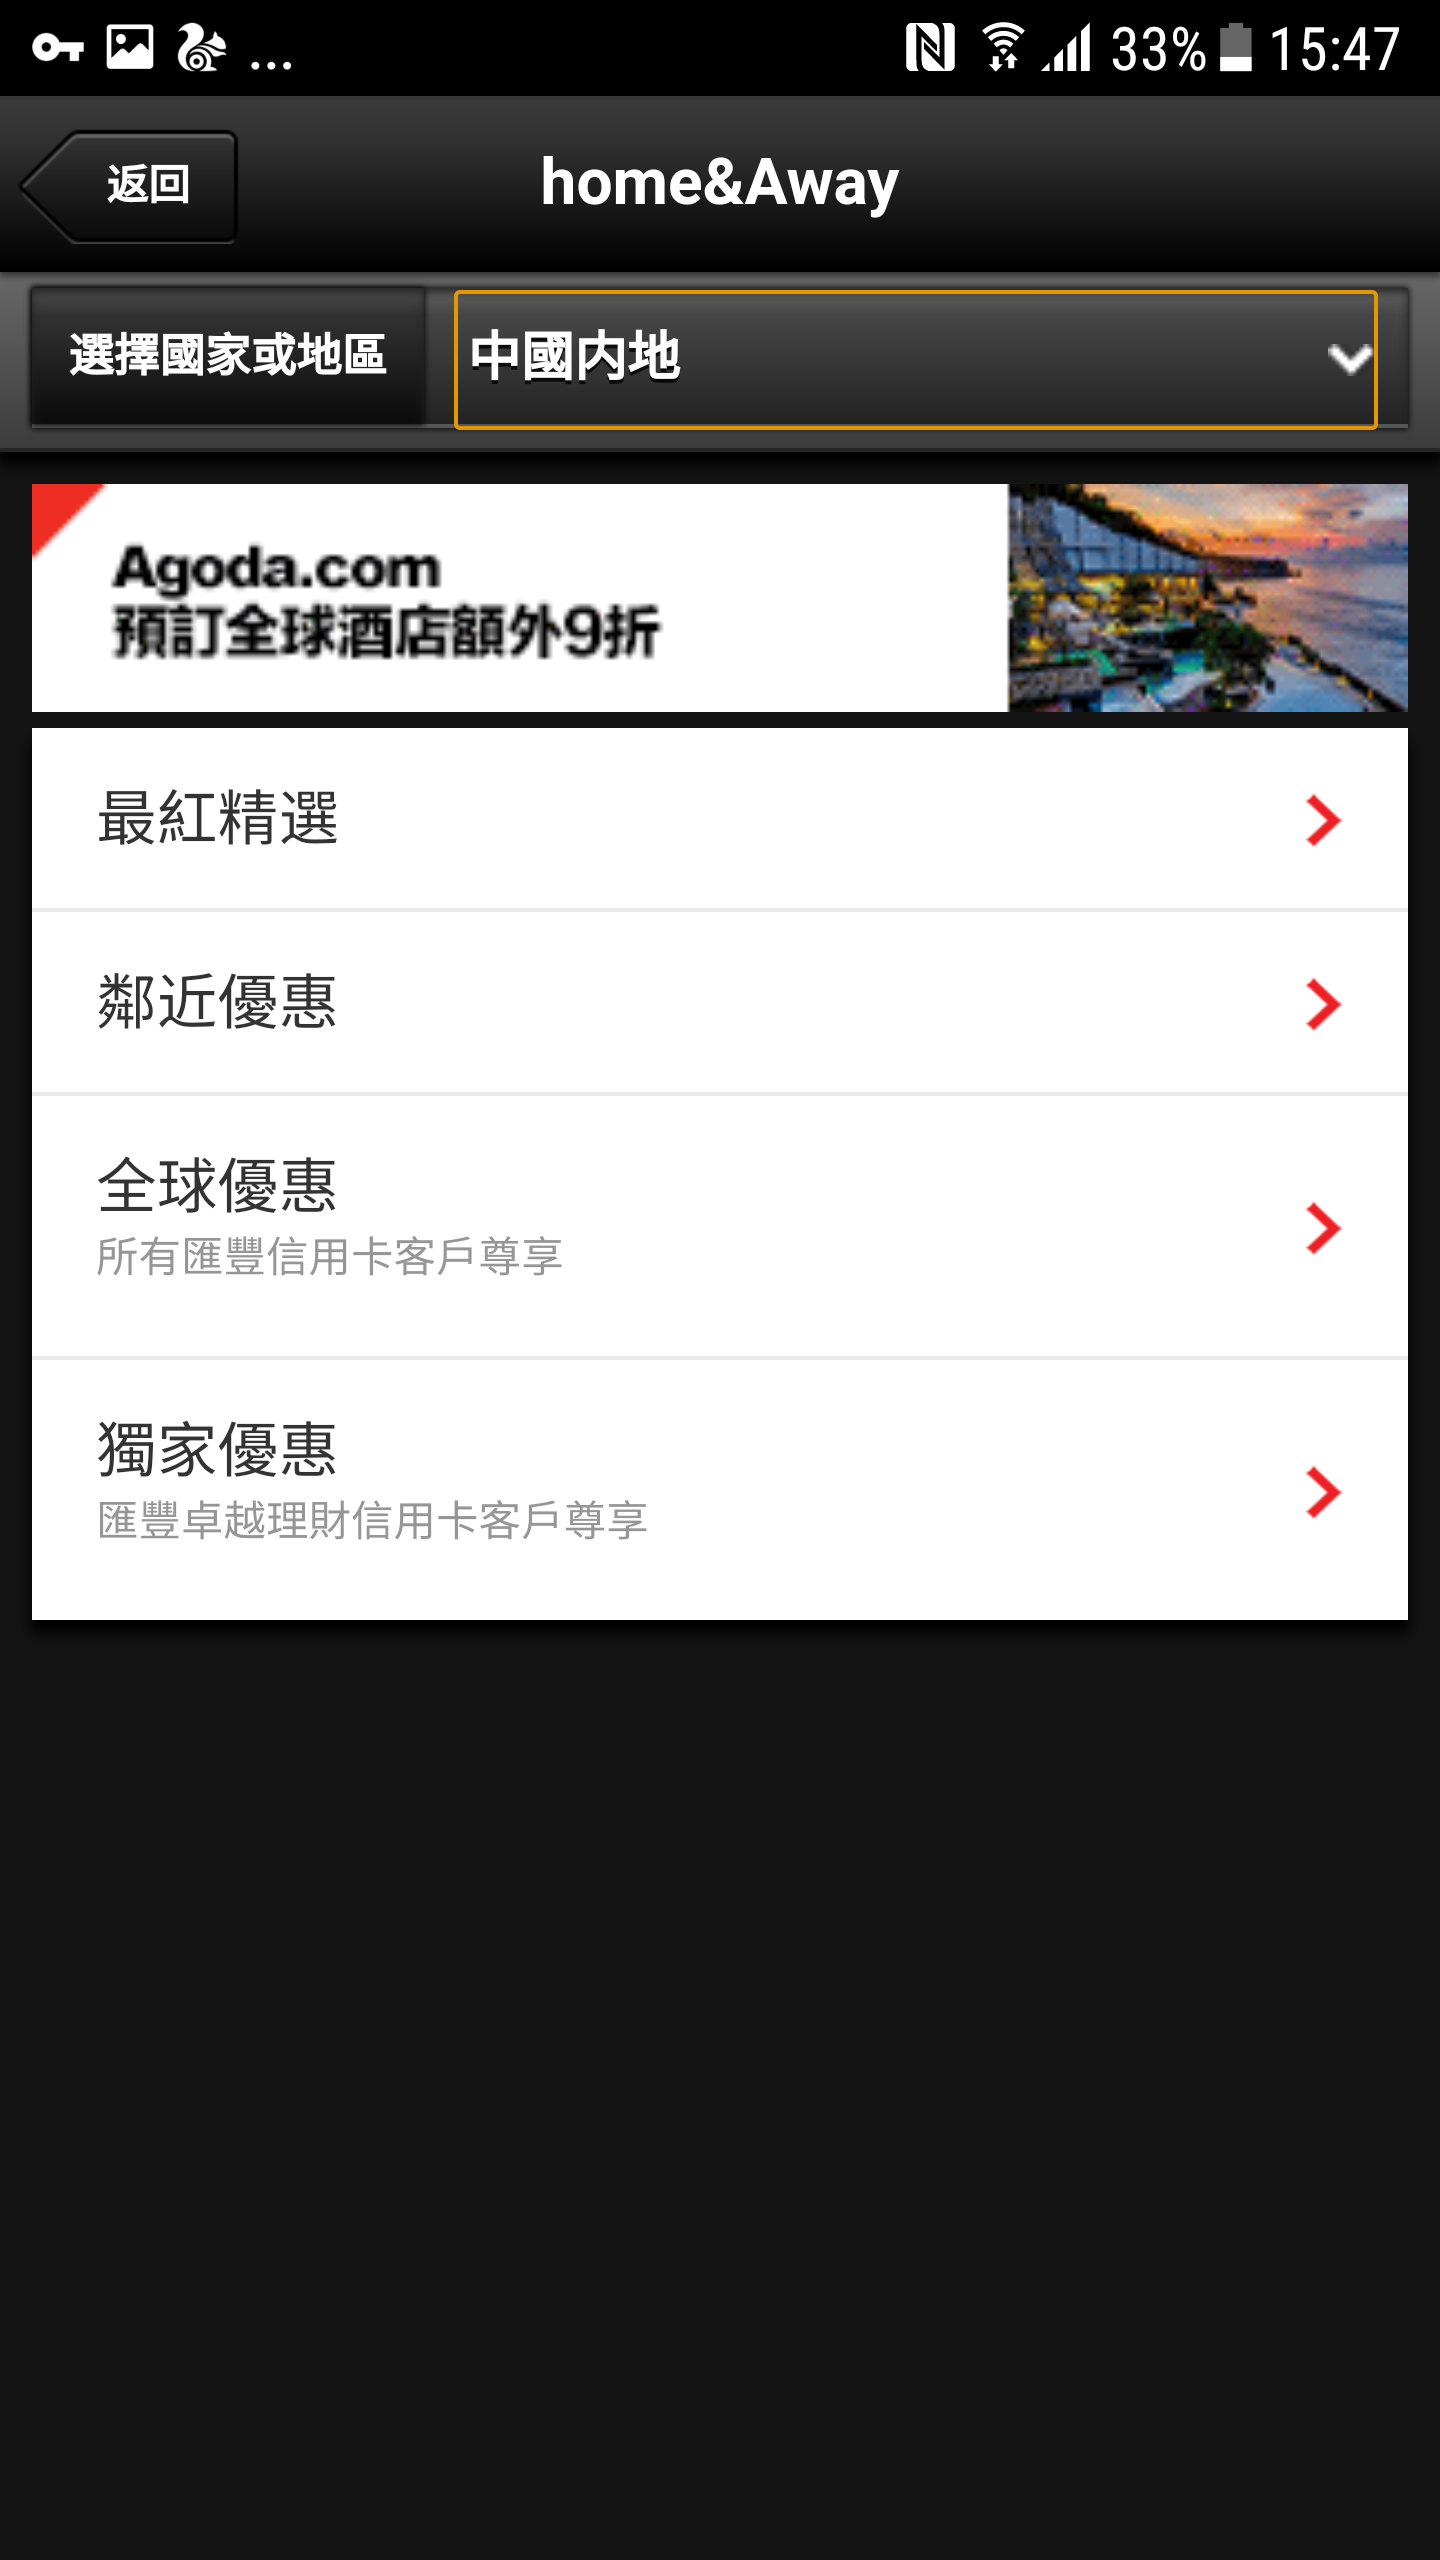 ... 33% 15:47
返回
home&Away
選擇國家或地區
中國內地
Agoda.com
預訂全球酒店額外9折
最紅精選
鄰近優惠
全球優惠
所有匯豐信用卡客戶尊享
獨家優惠
匯豐卓越理財信用卡客戶尊享